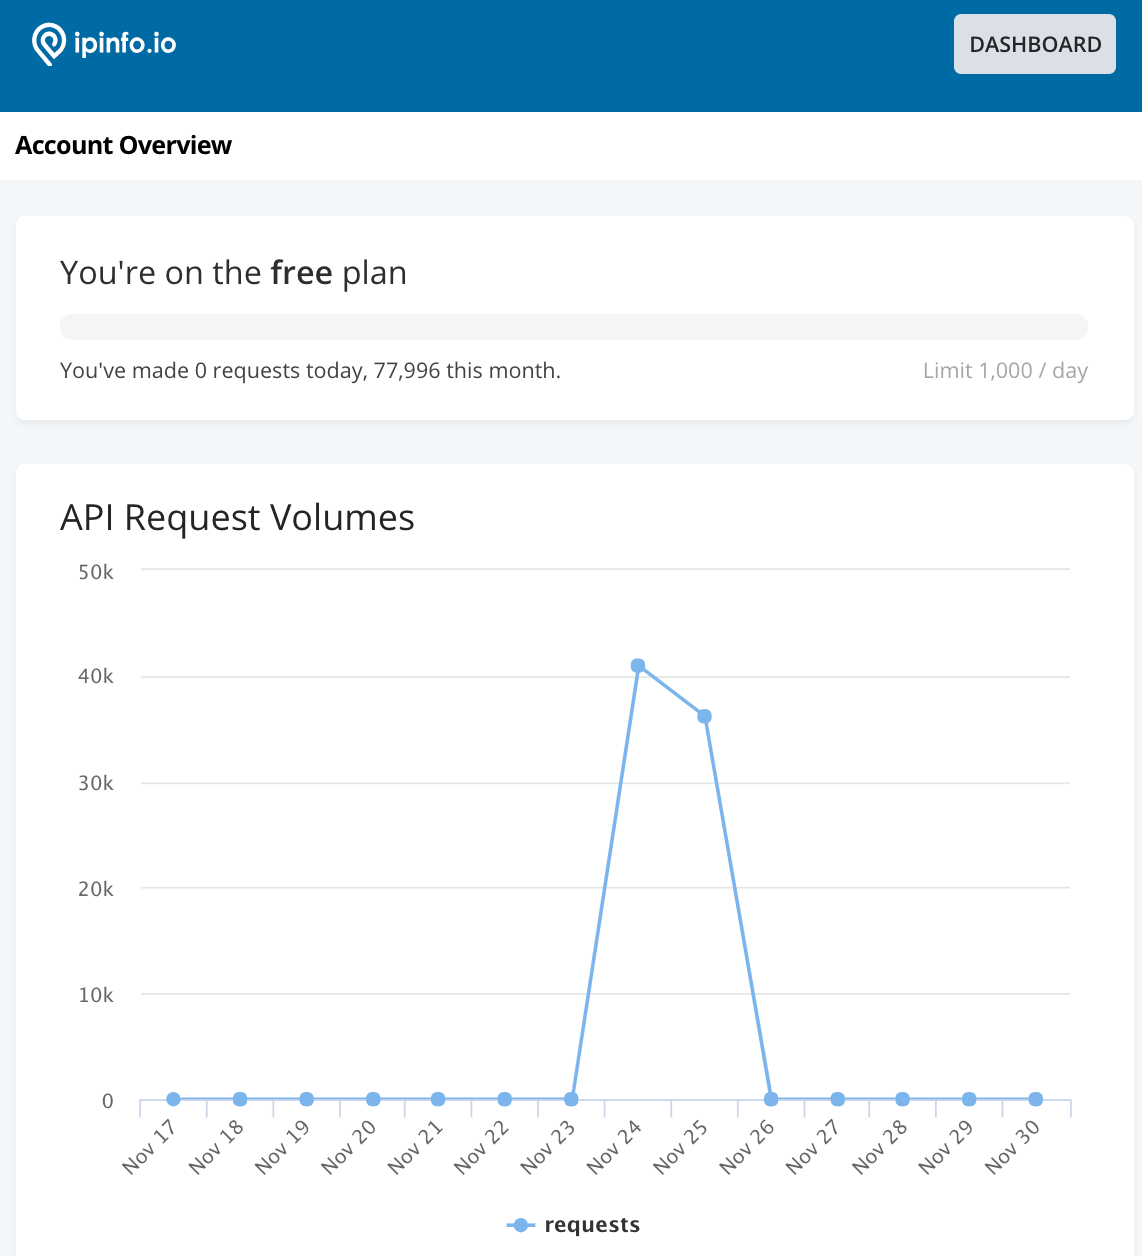 ipinfo.io
DASHBOARD
Account Overview
You're on the free plan
You've made 0 requests today, 77,996 this month.
Limit 1,000 / day
API Request Volumes
50k
40k
30k
20k
10k
0
Nov 17
Nov 18
Nov 19
Nov 20
Nov 21
Nov 22
Nov 23
Nov 24
Nov 25
Nov 26
Nov 27
Nov 28
Nov 29
Nov 30
requests